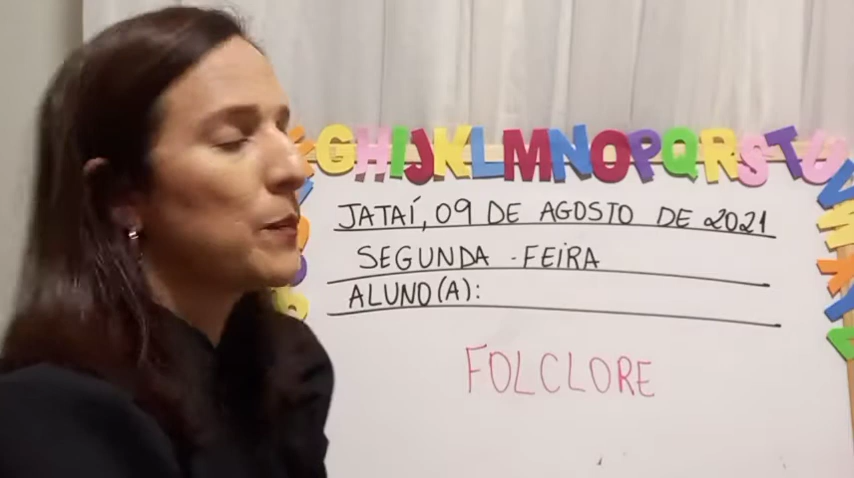 GHIJKLMNOPQRSTU
JATAÍ, 09 DE AGOSTO DE 2021
SEGUNDA - FEIRA
ALUNO(A):
FOLCLORE